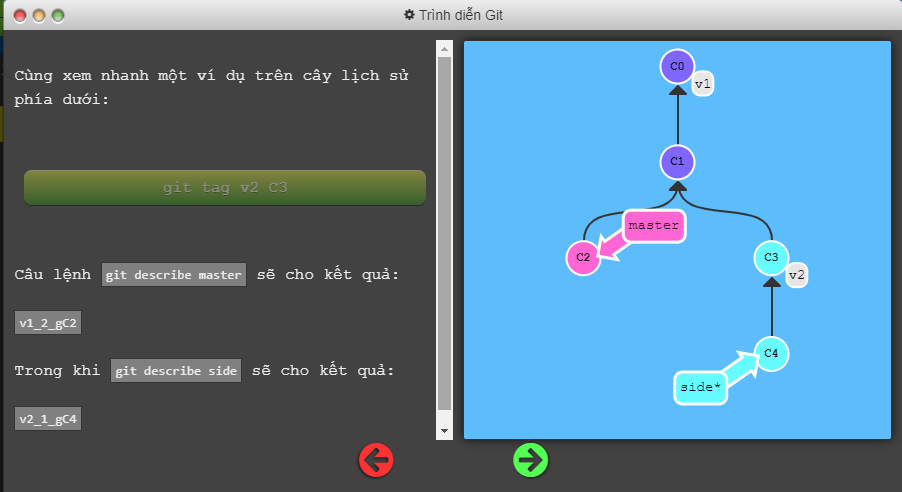 Trình diễn Git
Cùng xem nhanh một ví dụ trên cây lịch sử
phía dưới:
git tag v2 C3
Câu lệnh git describe master sẽ cho kết quả:
v1_2_gC2
Trong khi git describe side sẽ cho kết quả:
v2_1_gC4
C0
v1
C1
master
C2
C3
v2
C4
side*